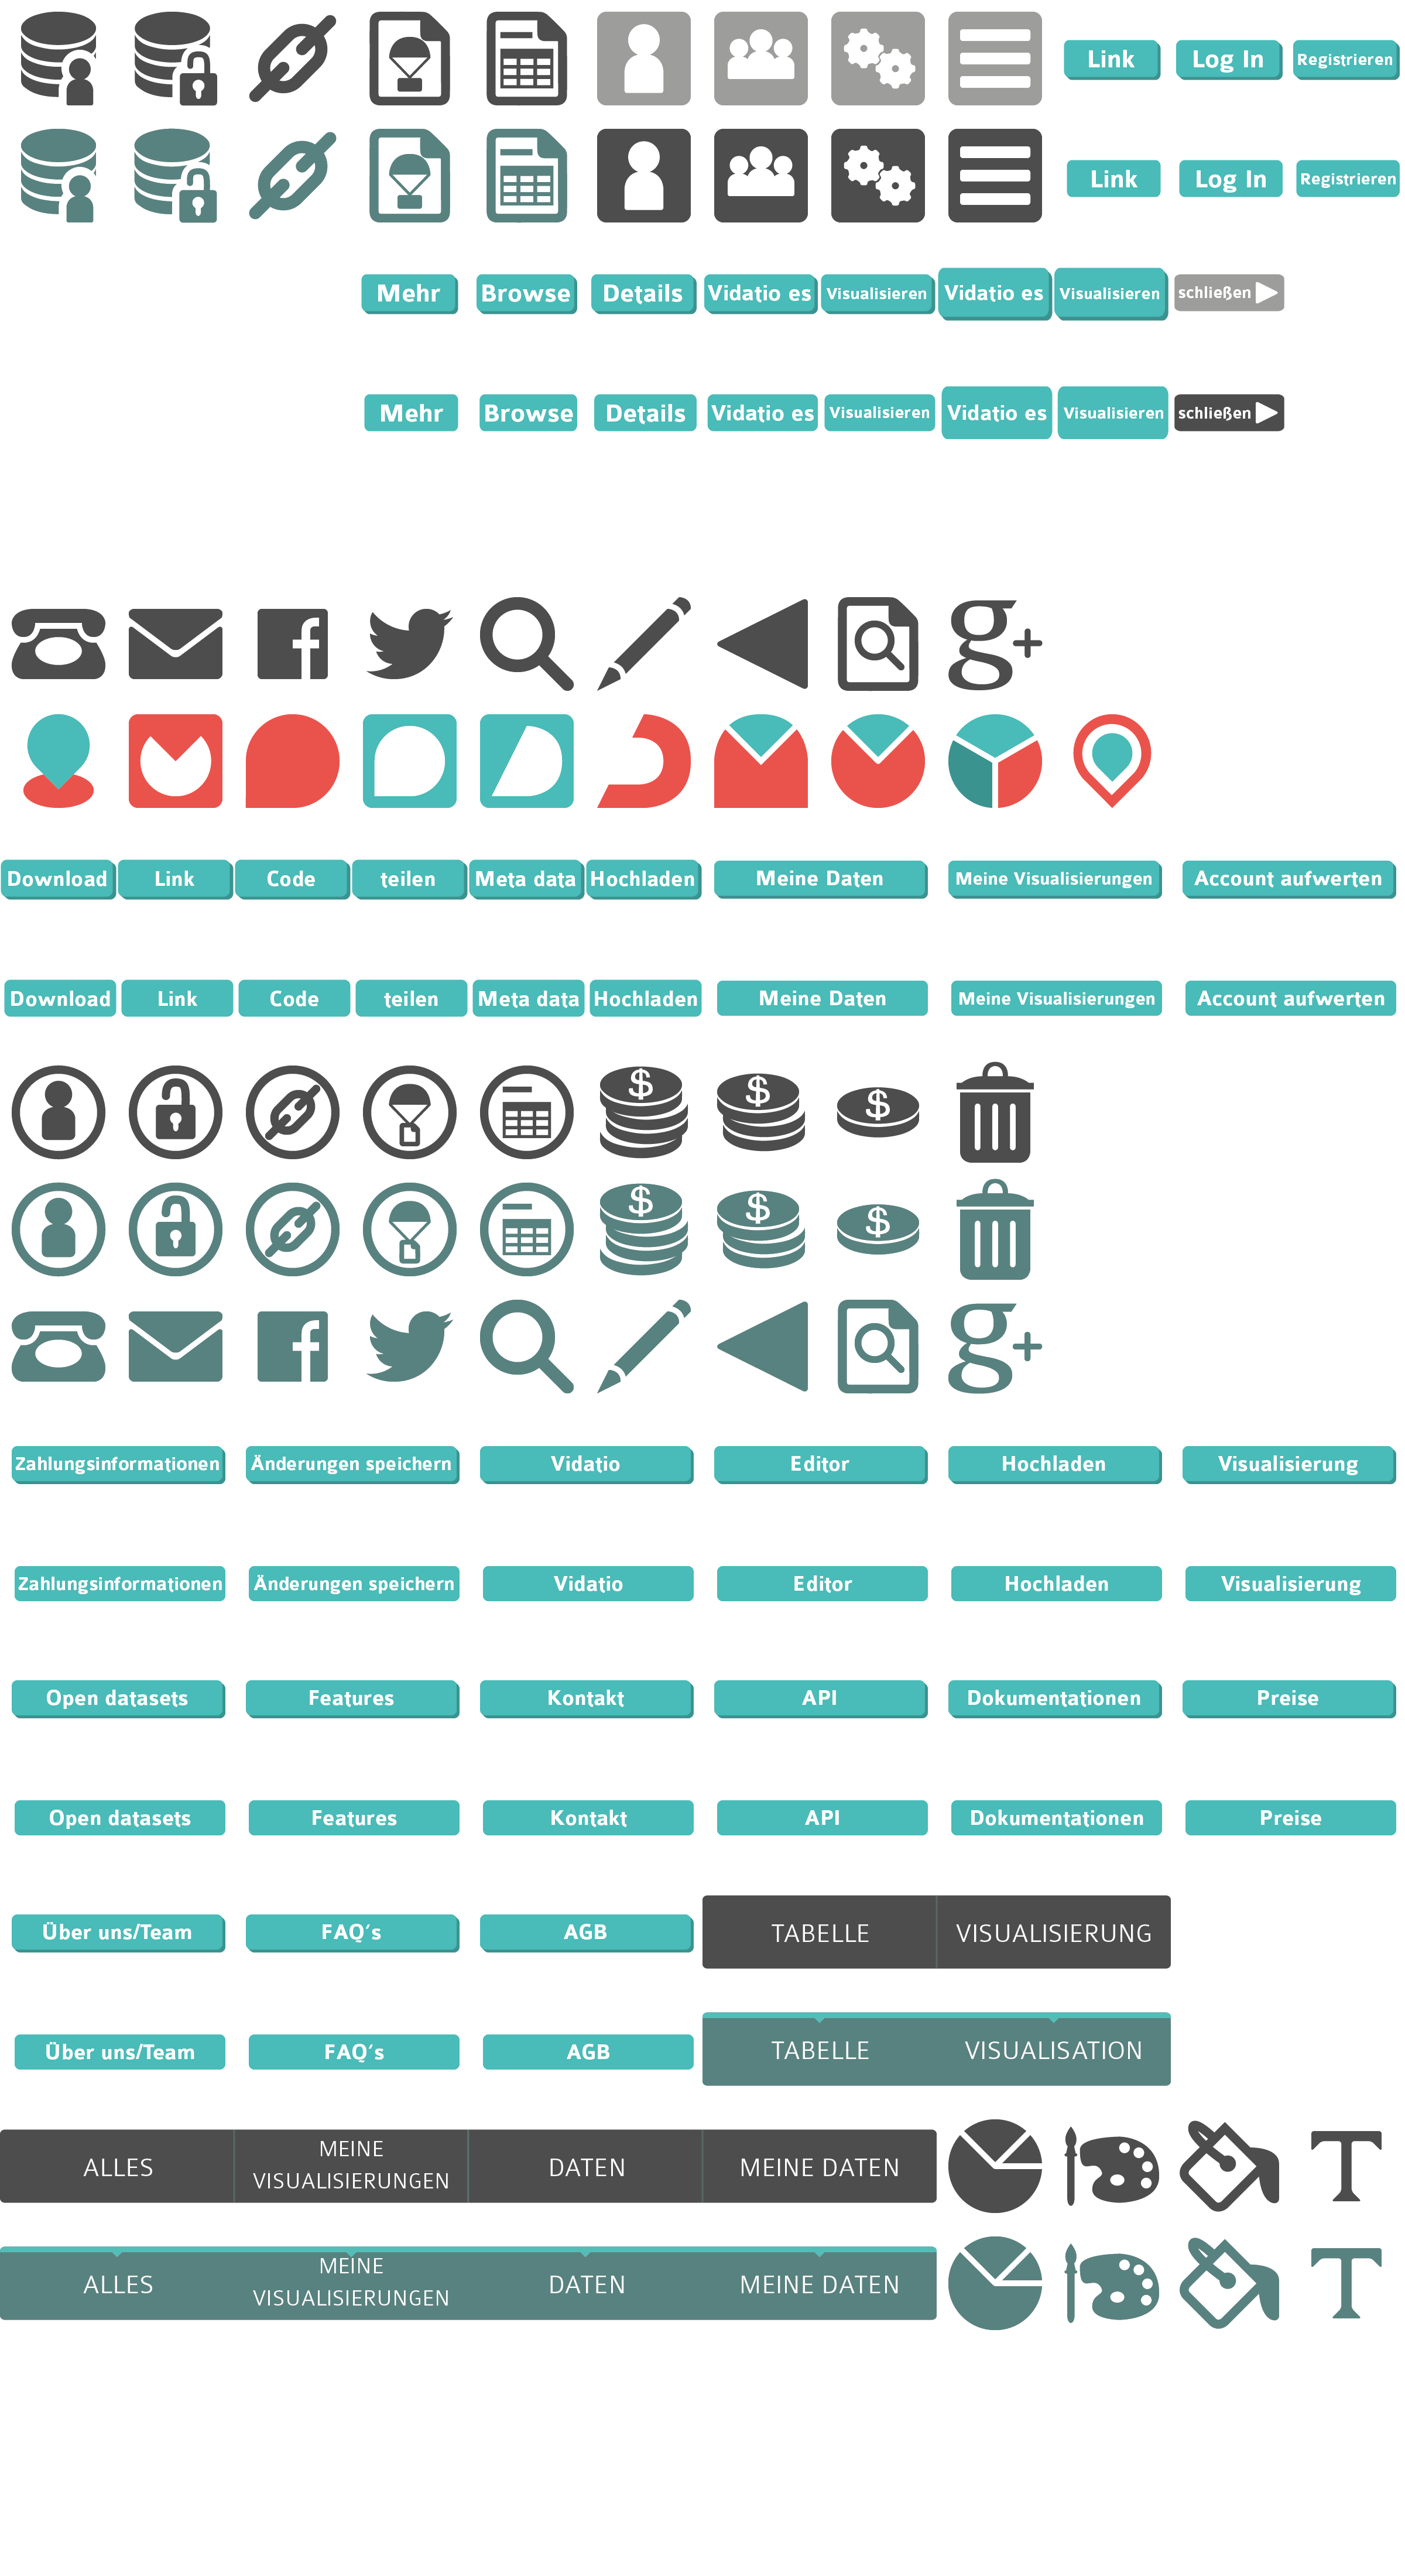 Link Log In Registrieren
Link Log In Registrieren
Mehr Browse Details Vidatio es Visualisieren Vidatio es Visualisieren schließen
Mehr Browse Details Vidatio es Visualisieren Vidatio es Visualisieren schließen
f g+
Download Link Code teilen Meta data Hochladen Meine Daten Meine Visualisierungen Account aufwerten
Download Link Code teilen Meta data Hochladen Meine Daten Meine Visualisierungen Account aufwerten
$ $ $
$ $ $
f g+
Zahlungsinformationen Änderungen speichern Vidatio Editor Hochladen Visualisierung
Zahlungsinformationen Änderungen speichern Vidatio Editor Hochladen Visualisierung
Open datasets Features Kontakt API Dokumentationen Preise
Open datasets Features Kontakt API Dokumentationen Preise
Über uns/Team FAQ's AGB TABELLE VISUALISIERUNG
Über uns/Team FAQ's AGB TABELLE VISUALISATION
ALLES
MEINE
VISUALISIERUNGEN
DATEN
MEINE DATEN
T
ALLES
MEINE
VISUALISIERUNGEN
DATEN
MEINE DATEN
T